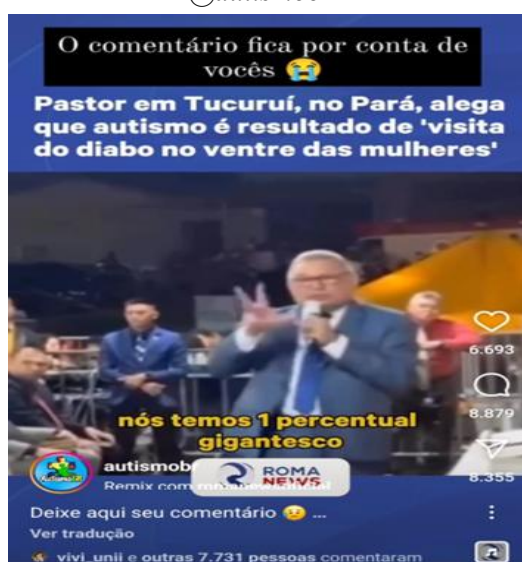 O comentário fica por conta de
vocês 😭
Pastor em Tucuruí, no Pará, alega
que autismo é resultado de 'visita
do diabo no ventre das mulheres'
6.693
8.879
nós temos 1 percentual
gigantesco
8.355
autismobr
ROMA
NEWS
Remix com
Deixe aqui seu comentário 🥺 ...
Ver tradução
vivi_unii e outras 7.731 pessoas comentaram